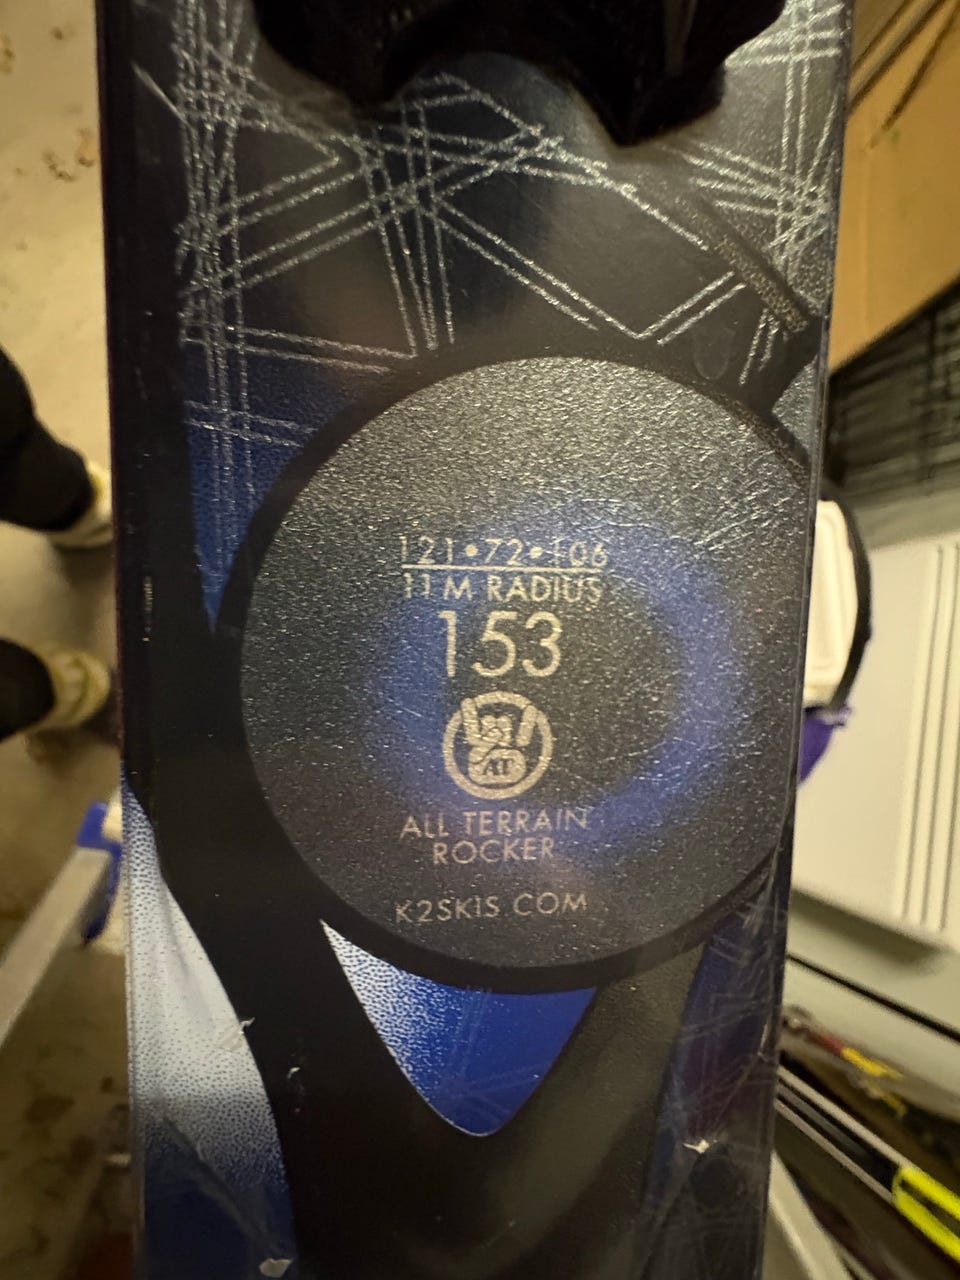 121•72•106
11 M RADIUS
153
AT
ALL TERRAIN
ROCKER
K2SKIS COM